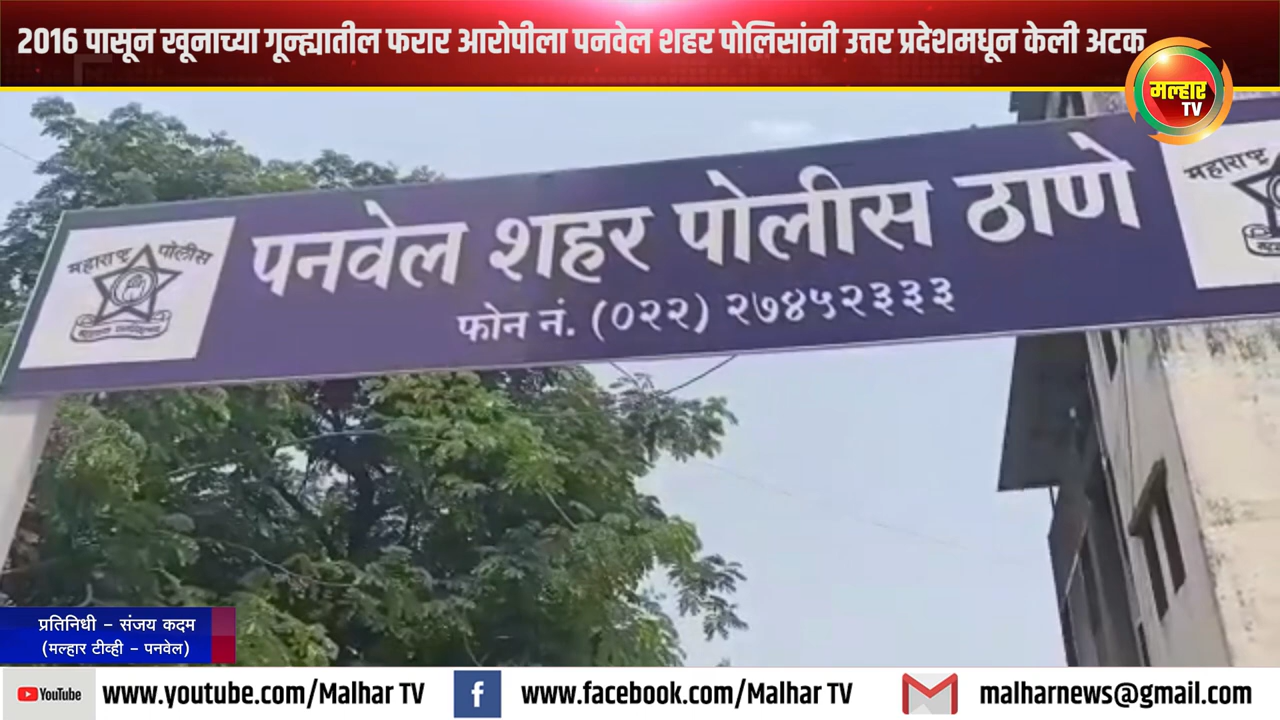 2016 पासून खूनाच्या गून्ह्यातील फरार आरोपीला पनवेल शहर पोलिसांनी उत्तर प्रदेशमधून केली अटक
मल्हार
TV
महाराष्ट्र पोलीस
पनवेल शहर पोलीस ठाणे
फोन नं. (०२२) २७४५२३३३
महाराष्ट्र
प्रतिनिधी – संजय कदम
(मल्हार टीव्ही – पनवेल)
YouTube www.youtube.com/Malhar TV
f www.facebook.com/Malhar TV
malharnews@gmail.com